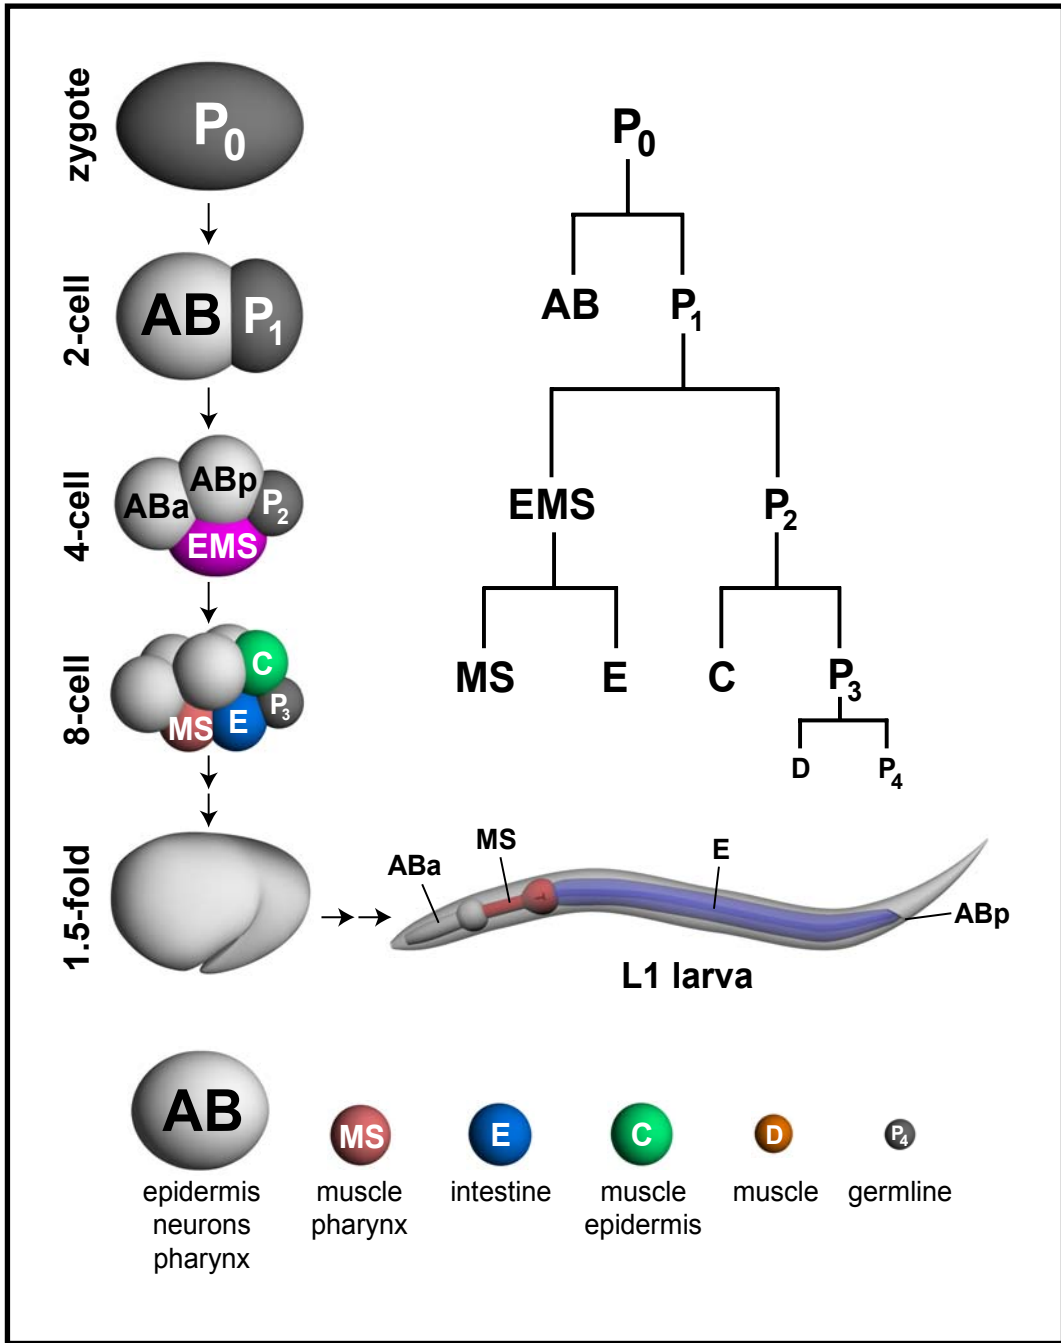 zygote
P0
2-cell
AB P1
4-cell
ABa ABp P2
EMS
8-cell
C
MS E P3
1.5-fold
P0
AB P1
EMS P2
MS E C P3
D P4
ABa MS E ABp
L1 larva
AB MS E C D P4
epidermis muscle intestine muscle muscle germline
neurons pharynx epidermis
pharynx